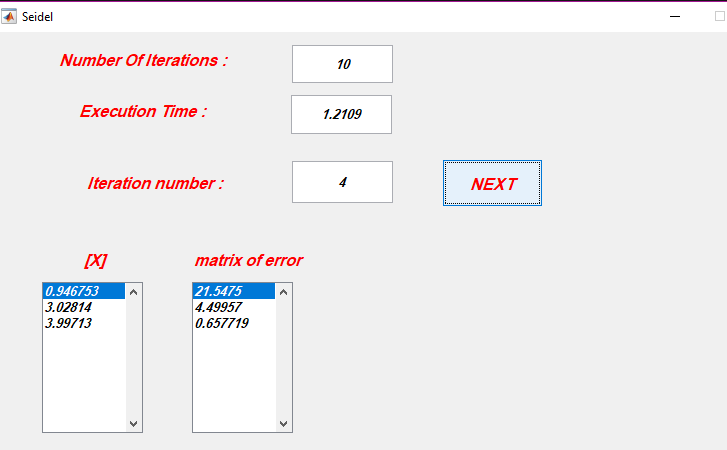 Seidel
Number Of Iterations :
10
Execution Time :
1.2109
Iteration number :
4
NEXT
[X]
matrix of error
0.946753
3.02814
3.99713
21.5475
4.49957
0.657719